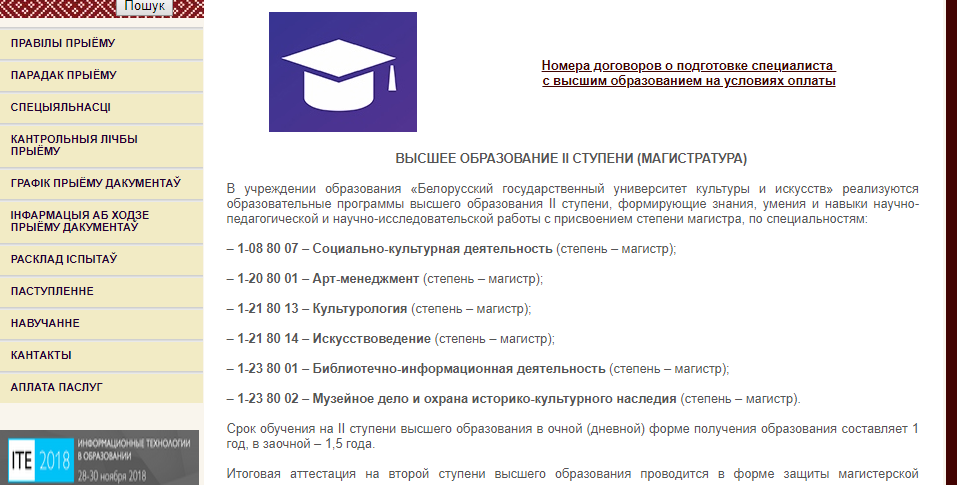 Пошук
ПРАВІЛЫ ПРЫЁМУ
ПАРАДАК ПРЫЁМУ
СПЕЦЫЯЛЬНАСЦІ
КАНТРОЛЬНЫЯ ЛІЧБЫ
ПРЫЁМУ
ГРАФІК ПРЫЁМУ ДАКУМЕНТАЎ
ІНФАРМАЦЫЯ АБ ХОДЗЕ
ПРЫЁМУ ДАКУМЕНТАЎ
РАСКЛАД ІСПЫТАЎ
ПАСТУПЛЕННЕ
НАВУЧАННЕ
КАНТАКТЫ
АПЛАТА ПАСЛУГ
ITE 2018
ИНФОРМАЦИОННЫЕ ТЕХНОЛОГИИ
В ОБРАЗОВАНИИ
28-30 ноября 2018
Номера договоров о подготовке специалиста
с высшим образованием на условиях оплаты
ВЫСШЕЕ ОБРАЗОВАНИЕ II СТУПЕНИ (МАГИСТРАТУРА)
В учреждении образования «Белорусский государственный университет культуры и искусств» реализуются
образовательные программы высшего образования II ступени, формирующие знания, умения и навыки научно-
педагогической и научно-исследовательской работы с присвоением степени магистра, по специальностям:
– 1-08 80 07 – Социально-культурная деятельность (степень – магистр);
– 1-20 80 01 – Арт-менеджмент (степень – магистр);
– 1-21 80 13 – Культурология (степень – магистр);
– 1-21 80 14 – Искусствоведение (степень – магистр);
– 1-23 80 01 – Библиотечно-информационная деятельность (степень – магистр);
– 1-23 80 02 – Музейное дело и охрана историко-культурного наследия (степень – магистр).
Срок обучения на II ступени высшего образования в очной (дневной) форме получения образования составляет 1
год, в заочной – 1,5 года.
Итоговая аттестация на второй ступени высшего образования проводится в форме защиты магистерской